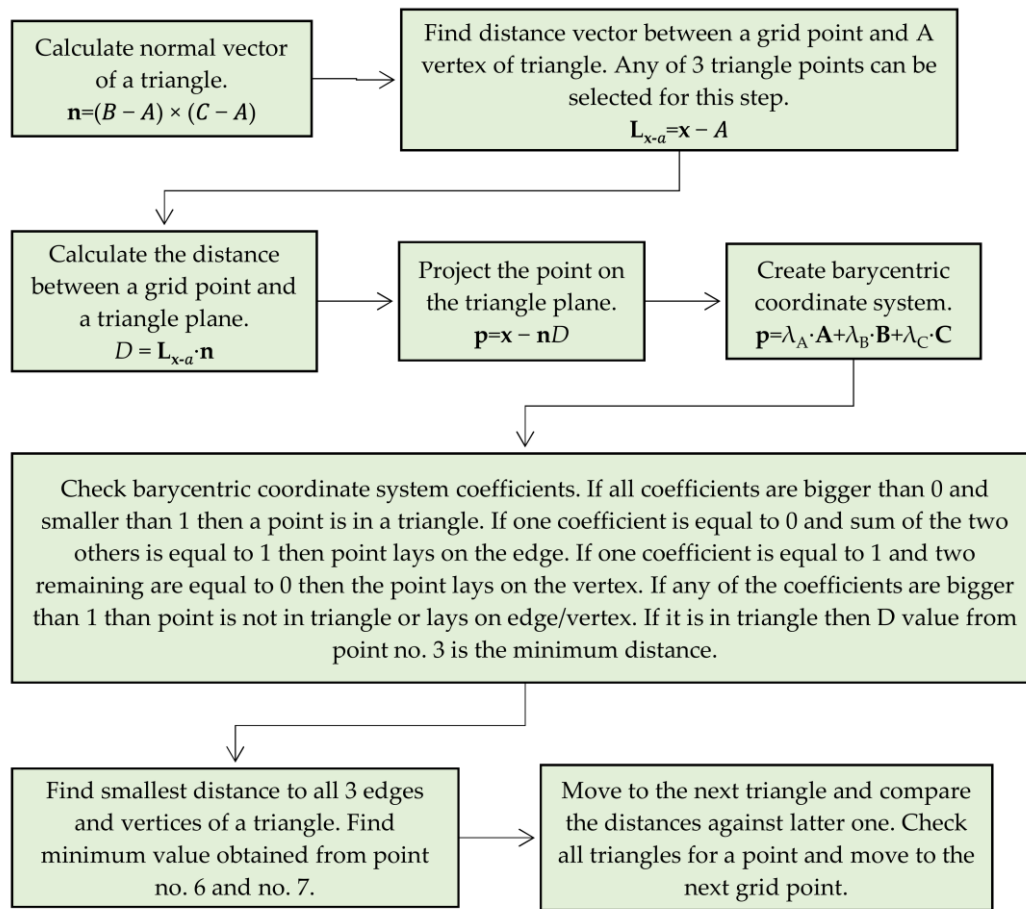 Calculate normal vector
of a triangle.
n=(B – A) × (C – A)
Find distance vector between a grid point and A
vertex of triangle. Any of 3 triangle points can be
selected for this step.
Lx-a=x – A
Calculate the distance
between a grid point and
a triangle plane.
D = Lx-a·n
Project the point on
the triangle plane.
p=x – nD
Create barycentric
coordinate system.
p=λA·A+λB·B+λC·C
Check barycentric coordinate system coefficients. If all coefficients are bigger than 0 and
smaller than 1 then a point is in a triangle. If one coefficient is equal to 0 and sum of the two
others is equal to 1 then point lays on the edge. If one coefficient is equal to 1 and two
remaining are equal to 0 then the point lays on the vertex. If any of the coefficients are bigger
than 1 than point is not in triangle or lays on edge/vertex. If it is in triangle then D value from
point no. 3 is the minimum distance.
Find smallest distance to all 3 edges
and vertices of a triangle. Find
minimum value obtained from point
no. 6 and no. 7.
Move to the next triangle and compare
the distances against latter one. Check
all triangles for a point and move to the
next grid point.